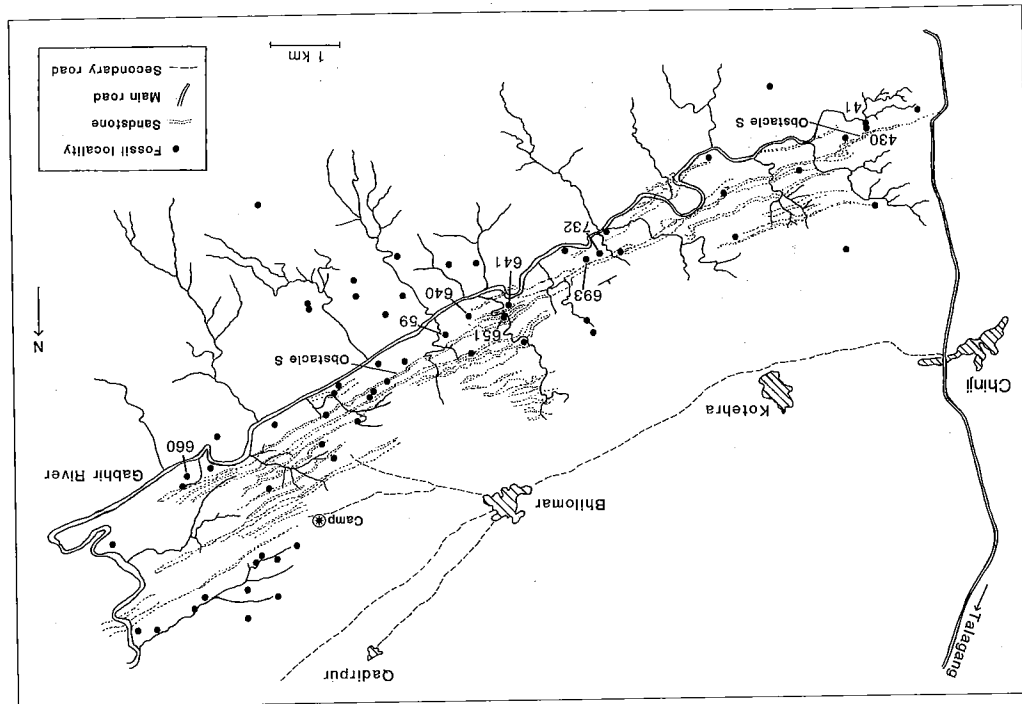 Talagang
Qadirpur
Bhilomar
Camp
Chinji
Kotehra
Gabhir River
660
Obstacle S
N
651
59
693
640
641
732
430
Obstacle S
41
Fossil locality
Sandstone
Main road
Secondary road
1 km